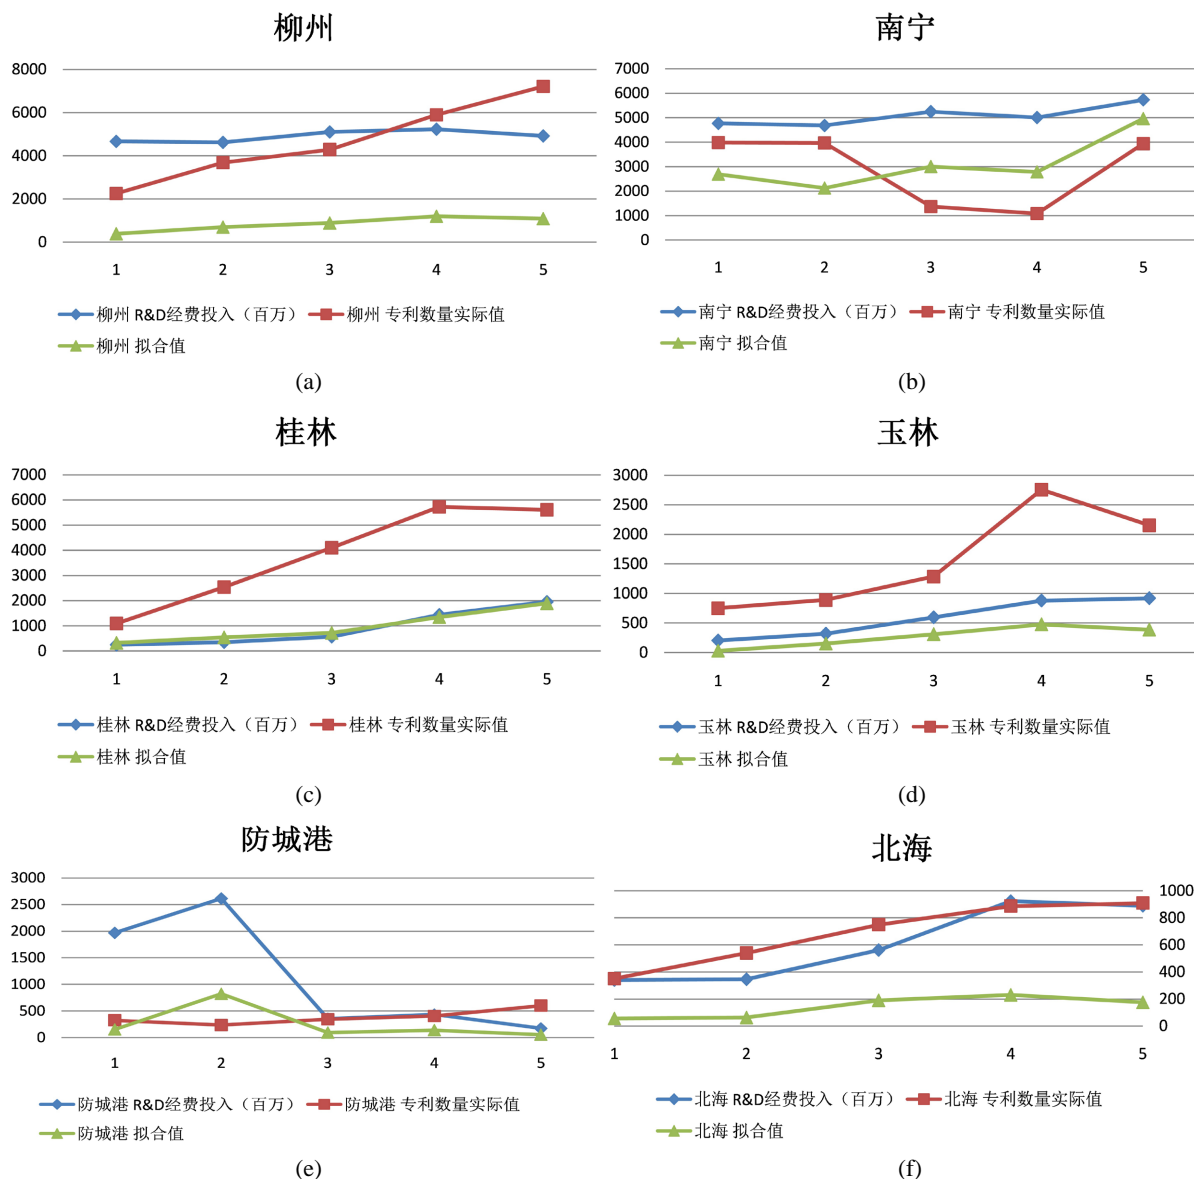 柳州
8000
6000
4000
2000
0
1 2 3 4 5
柳州 R&D经费投入（百万） 柳州 专利数量实际值
柳州 拟合值
(a)
南宁
7000
6000
5000
4000
3000
2000
1000
0
1 2 3 4 5
南宁 R&D经费投入（百万） 南宁 专利数量实际值
南宁 拟合值
(b)
桂林
7000
6000
5000
4000
3000
2000
1000
0
1 2 3 4 5
桂林 R&D经费投入（百万） 桂林 专利数量实际值
桂林 拟合值
(c)
玉林
3000
2500
2000
1500
1000
500
0
1 2 3 4 5
玉林 R&D经费投入（百万） 玉林 专利数量实际值
玉林 拟合值
(d)
防城港
3000
2500
2000
1500
1000
500
0
1 2 3 4 5
防城港 R&D经费投入（百万） 防城港 专利数量实际值
防城港 拟合值
(e)
北海
1000
800
600
400
200
0
1 2 3 4 5
北海 R&D经费投入（百万） 北海 专利数量实际值
北海 拟合值
(f)